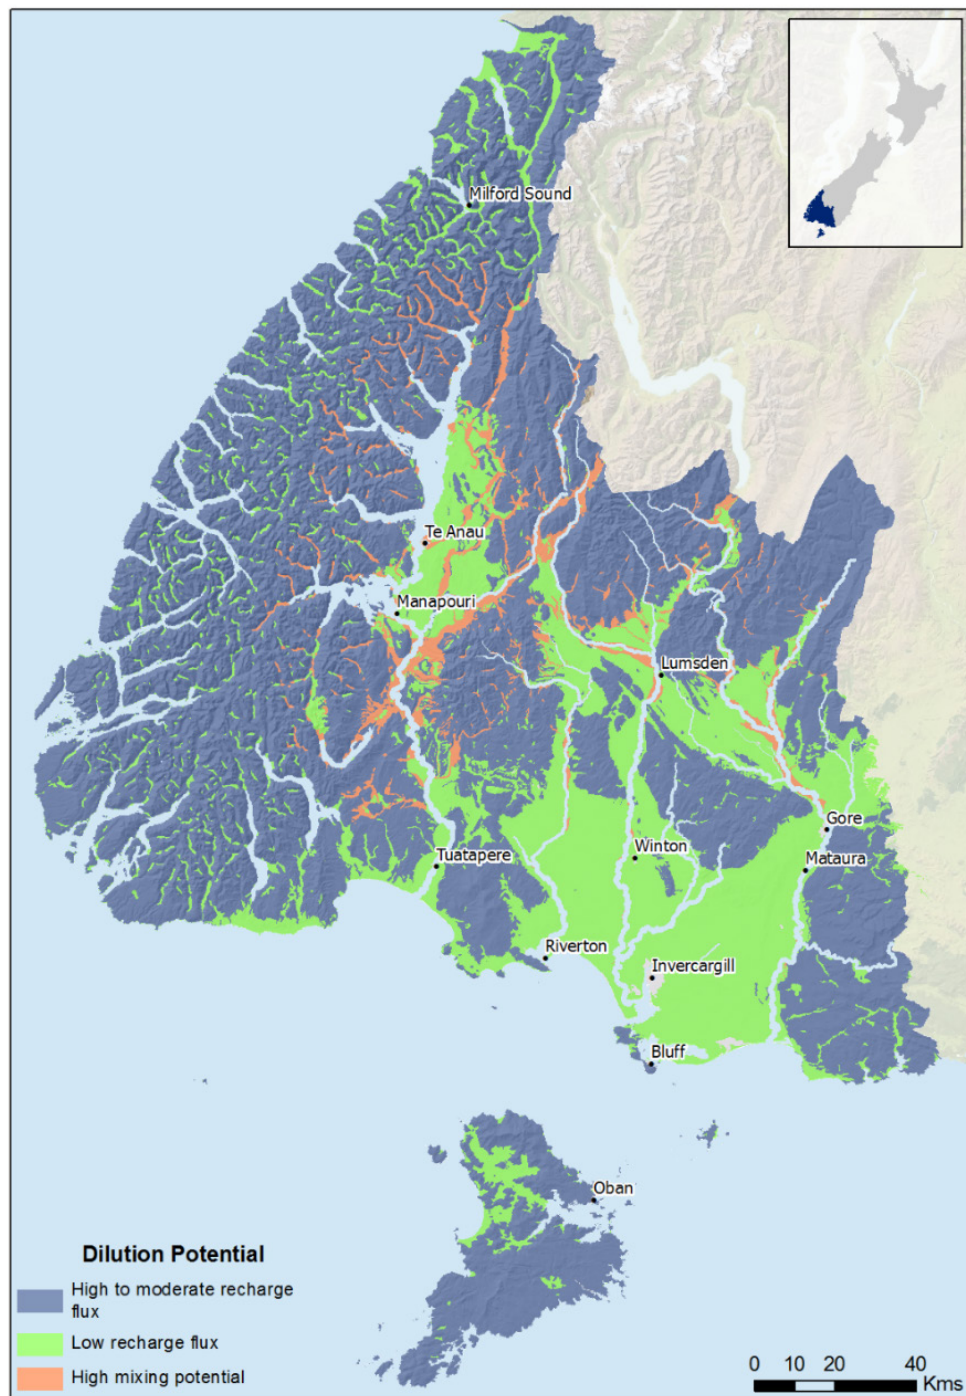 Milford Sound
Te Anau
Manapouri
Lumsden
Gore
Winton
Mataura
Tuatapere
Riverton
Invercargill
Bluff
Oban
Dilution Potential
High to moderate recharge
flux
Low recharge flux
High mixing potential
0 10 20 40
Kms